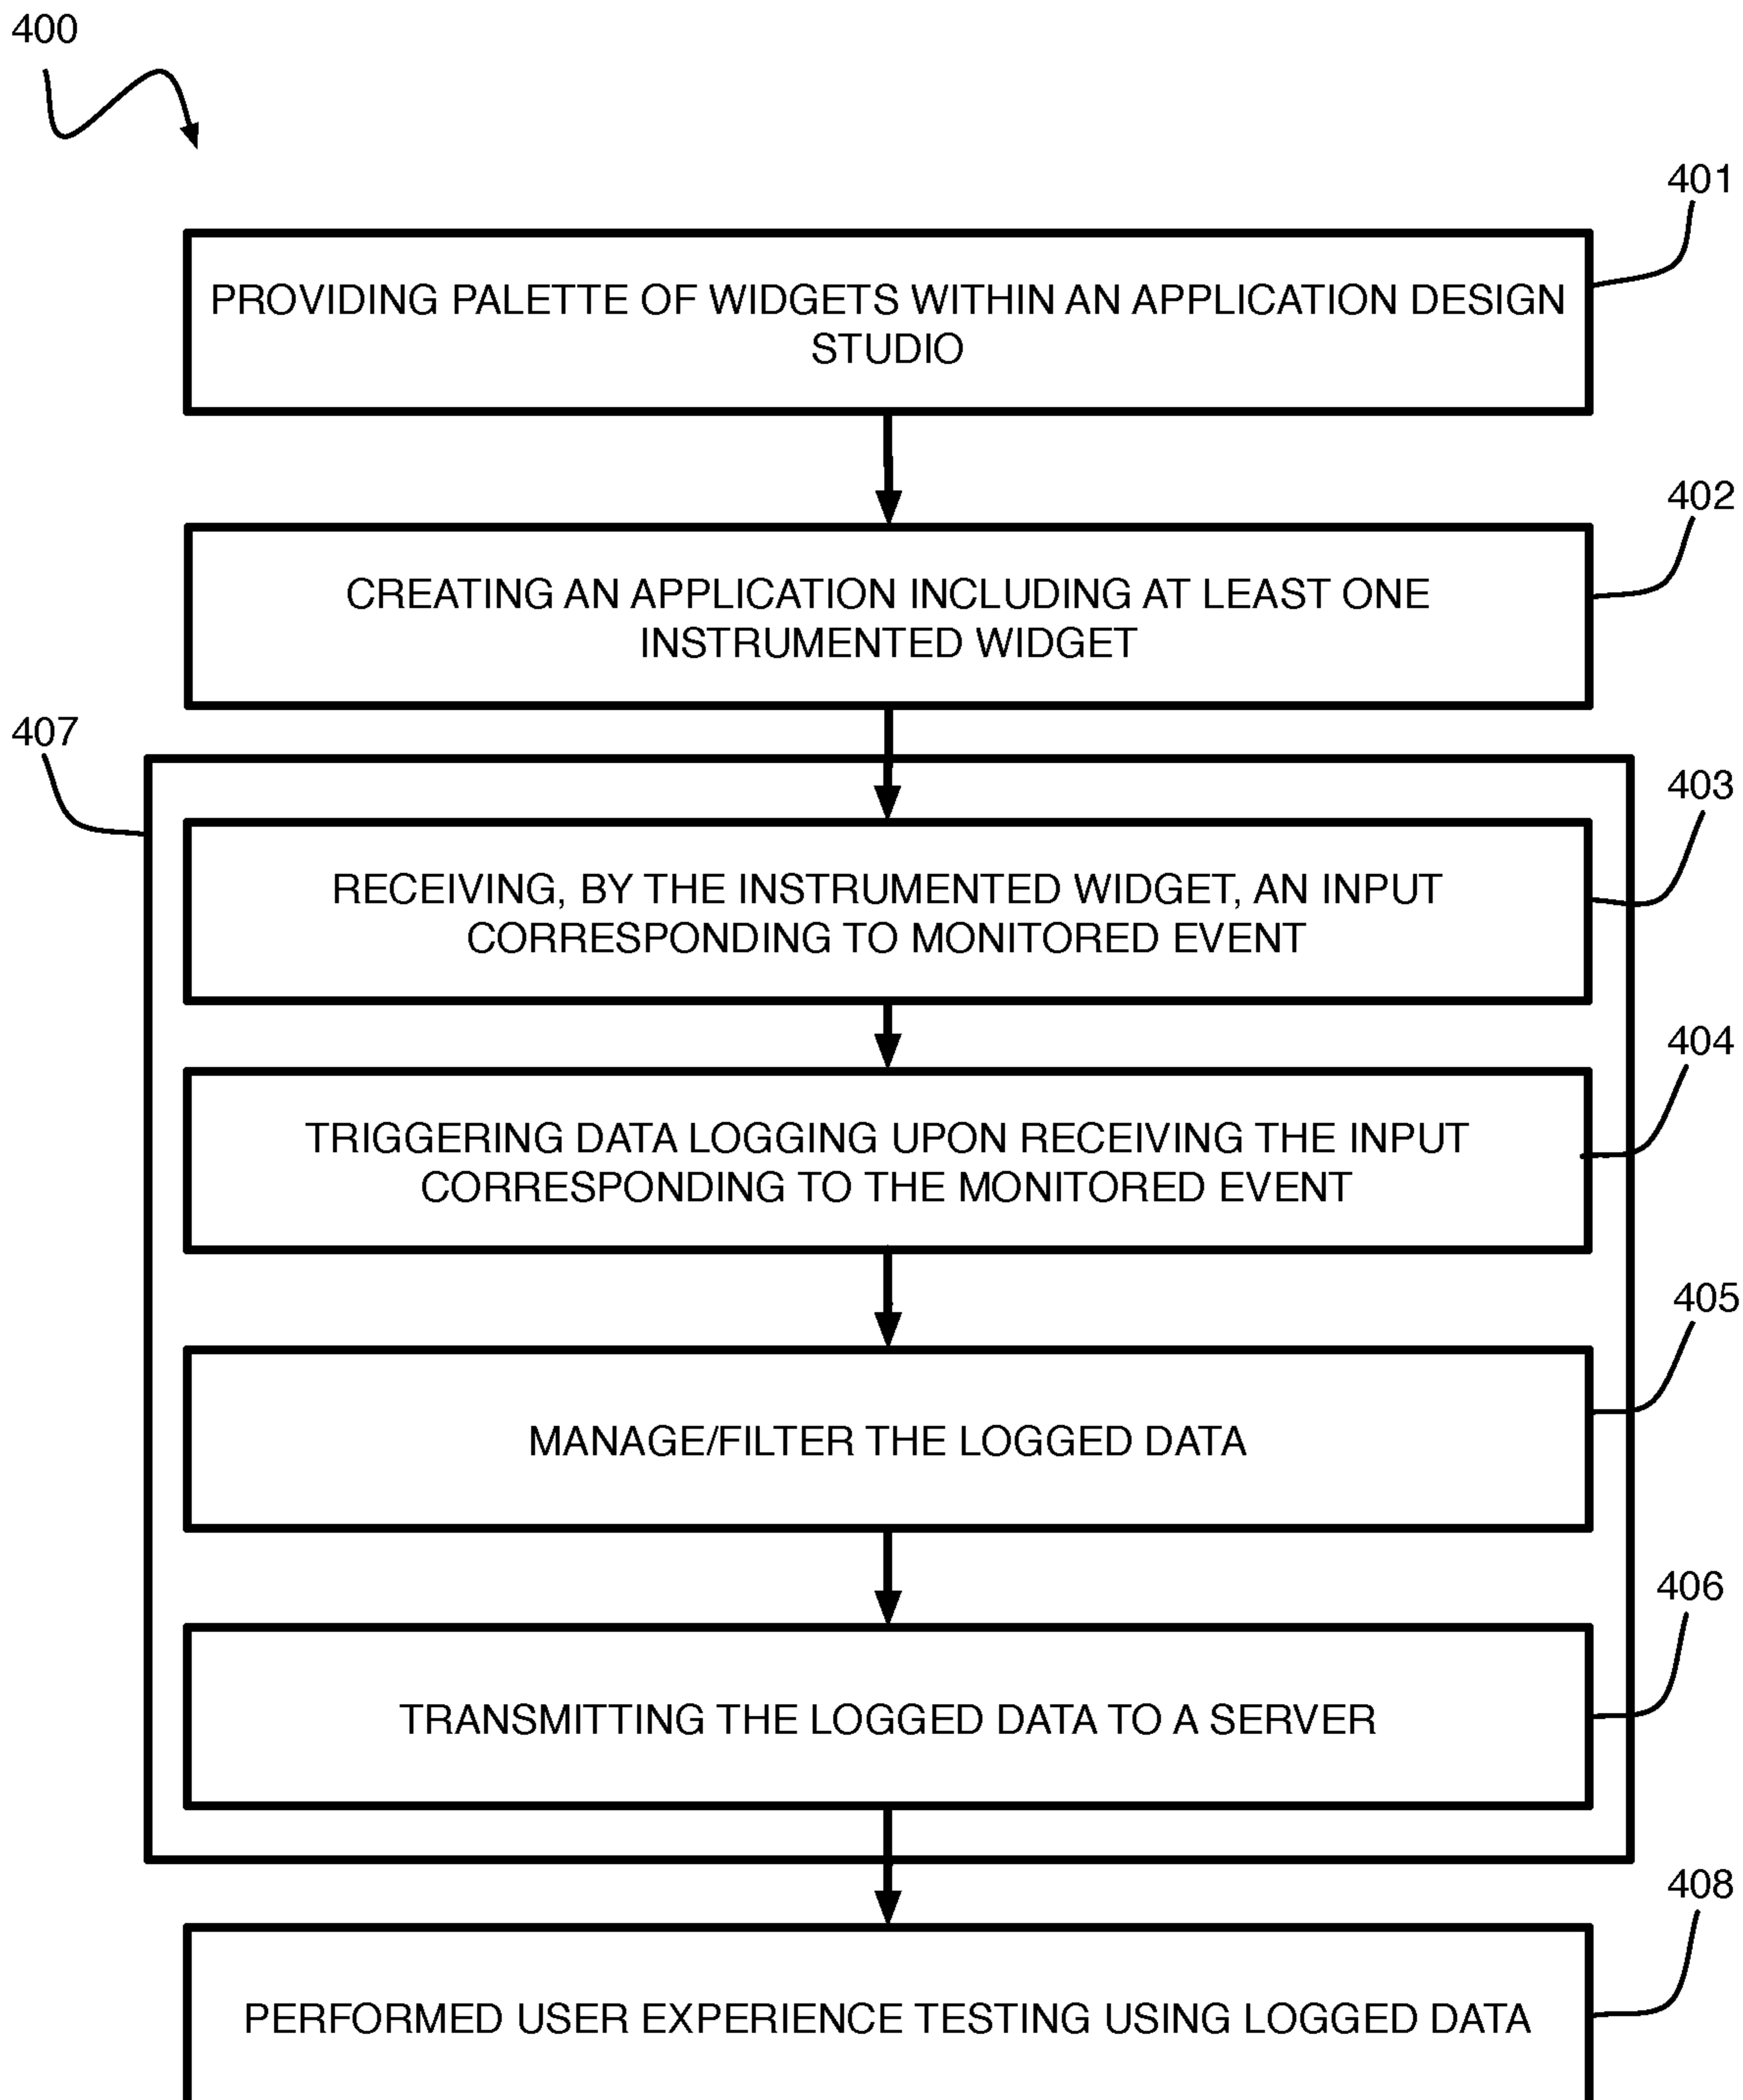 400
401
PROVIDING PALETTE OF WIDGETS WITHIN AN APPLICATION DESIGN
STUDIO
402
CREATING AN APPLICATION INCLUDING AT LEAST ONE
INSTRUMENTED WIDGET
407
403
RECEIVING, BY THE INSTRUMENTED WIDGET, AN INPUT
CORRESPONDING TO MONITORED EVENT
404
TRIGGERING DATA LOGGING UPON RECEIVING THE INPUT
CORRESPONDING TO THE MONITORED EVENT
405
MANAGE/FILTER THE LOGGED DATA
406
TRANSMITTING THE LOGGED DATA TO A SERVER
408
PERFORMED USER EXPERIENCE TESTING USING LOGGED DATA